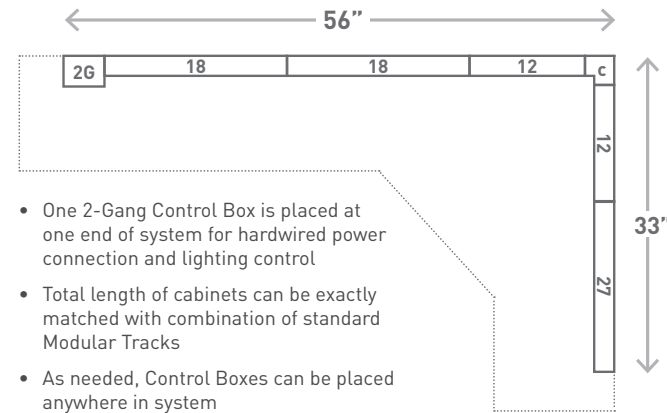 56”
2G 18 18 12 c
12
33”
27
• One 2-Gang Control Box is placed at
one end of system for hardwired power
connection and lighting control
• Total length of cabinets can be exactly
matched with combination of standard
Modular Tracks
• As needed, Control Boxes can be placed
anywhere in system